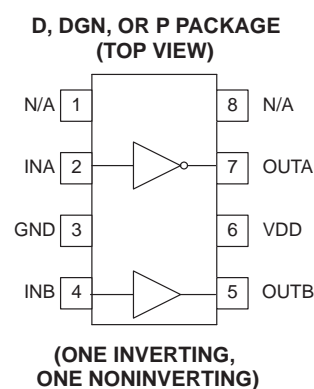 D, DGN, OR P PACKAGE
(TOP VIEW)
N/A 1 8 N/A
INA 2 7 OUTA
GND 3 6 VDD
INB 4 5 OUTB
(ONE INVERTING,
ONE NONINVERTING)